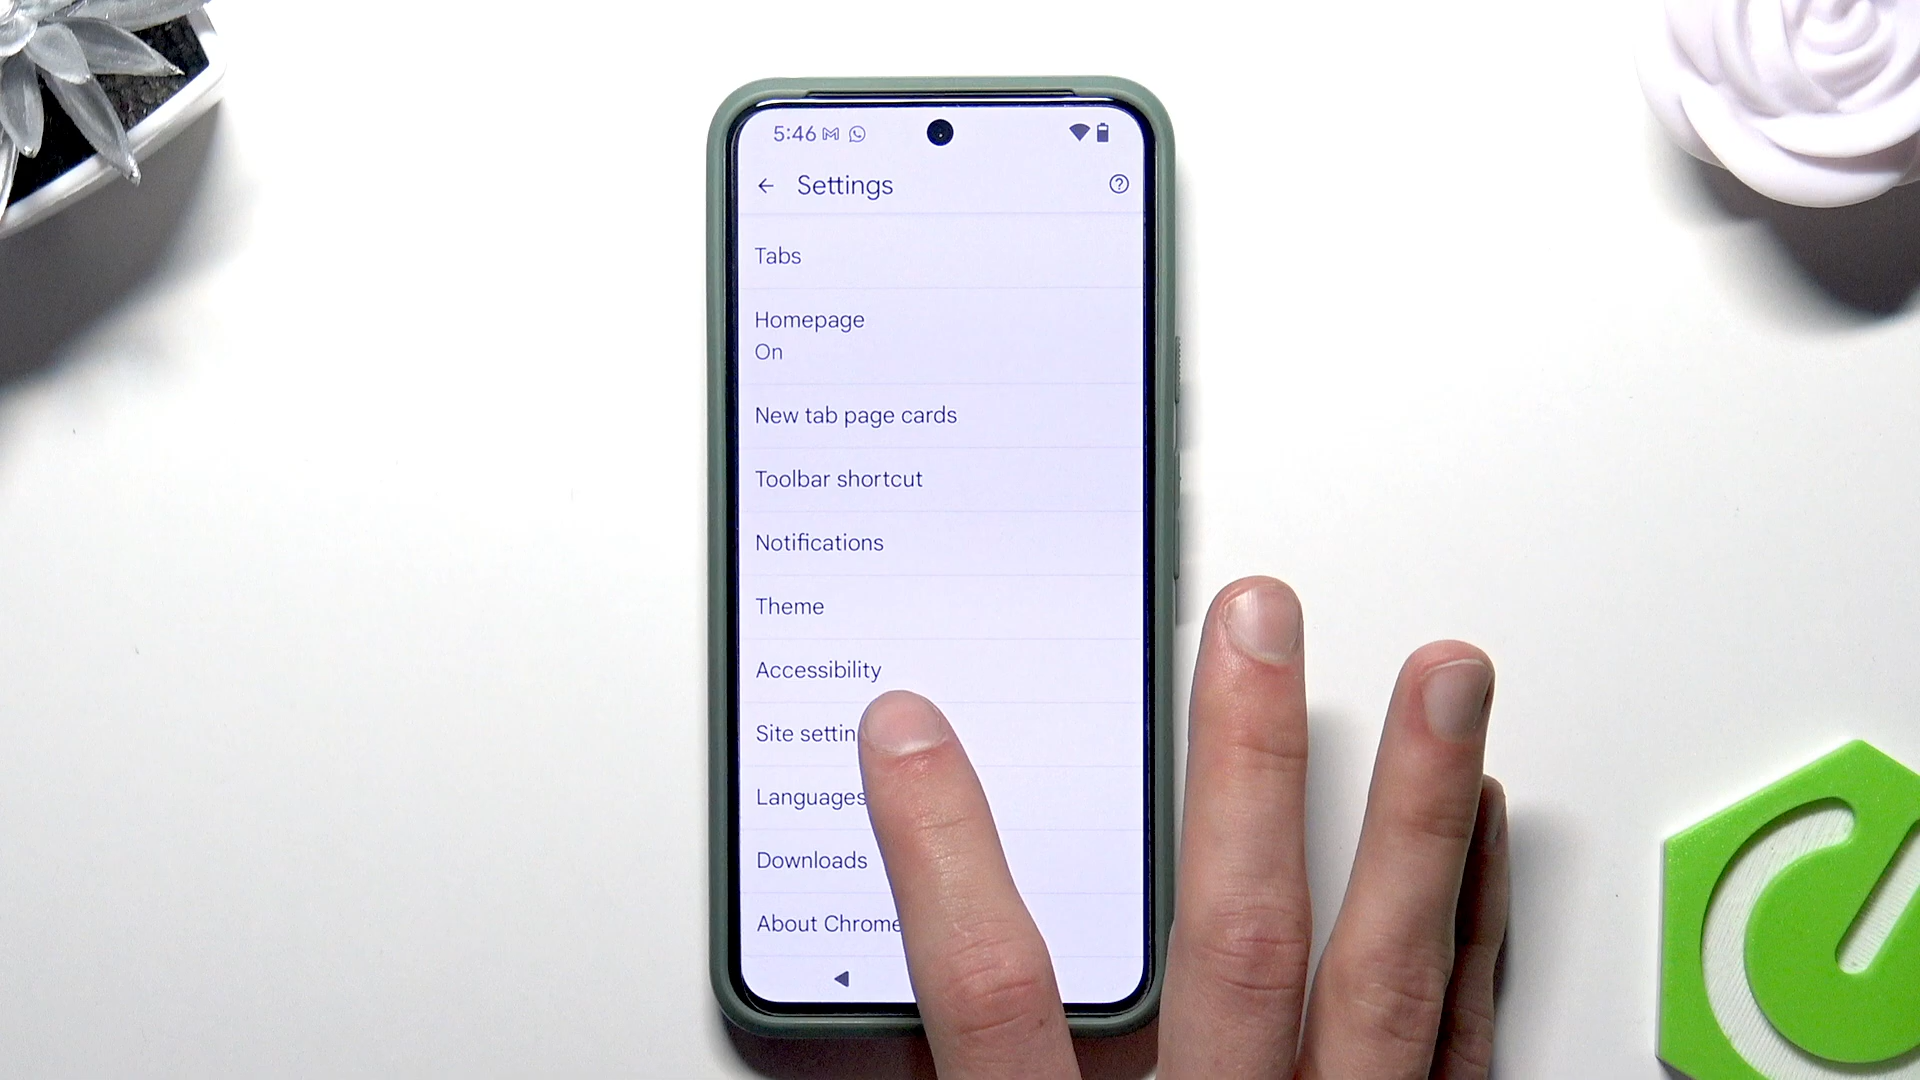 5:46
Settings
Tabs
Homepage
On
New tab page cards
Toolbar shortcut
Notifications
Theme
Accessibility
Site settin
Languages
Downloads
About Chrome